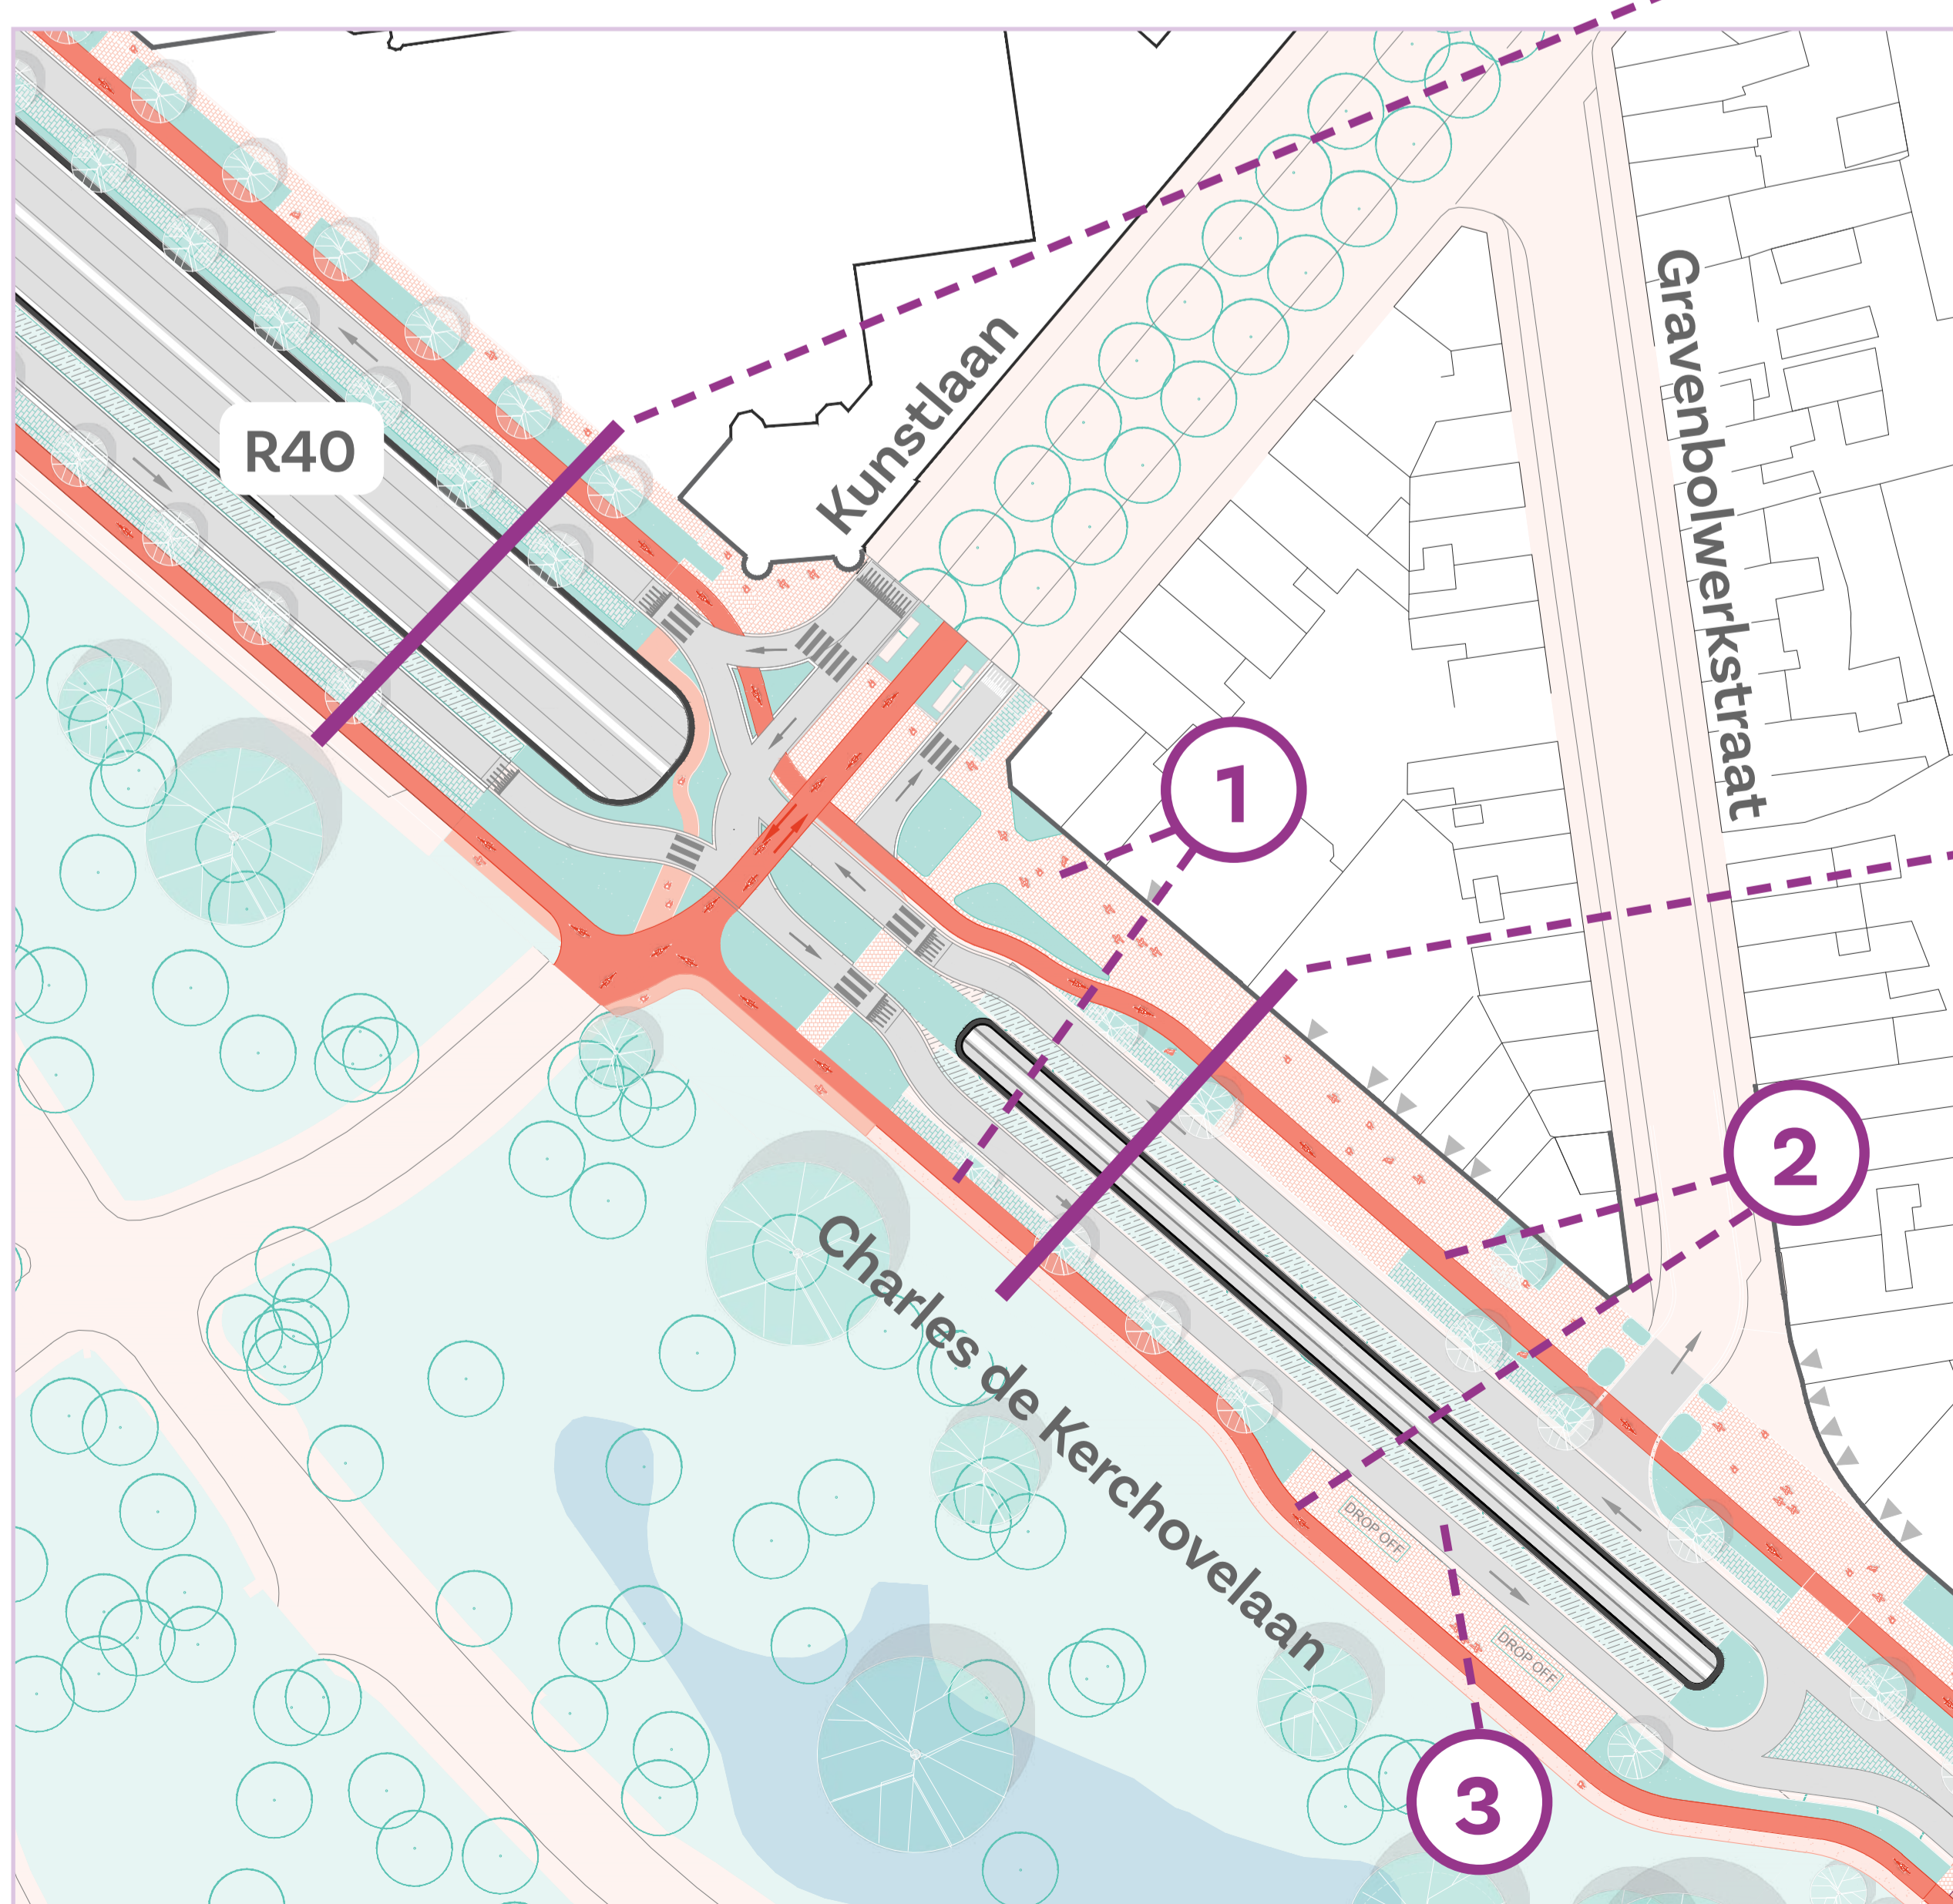 R40
Kunstlaan
Gravenbolwerkstraat
1
2
Charles de Kerchovelaan
DROP OFF
DROP OFF
3